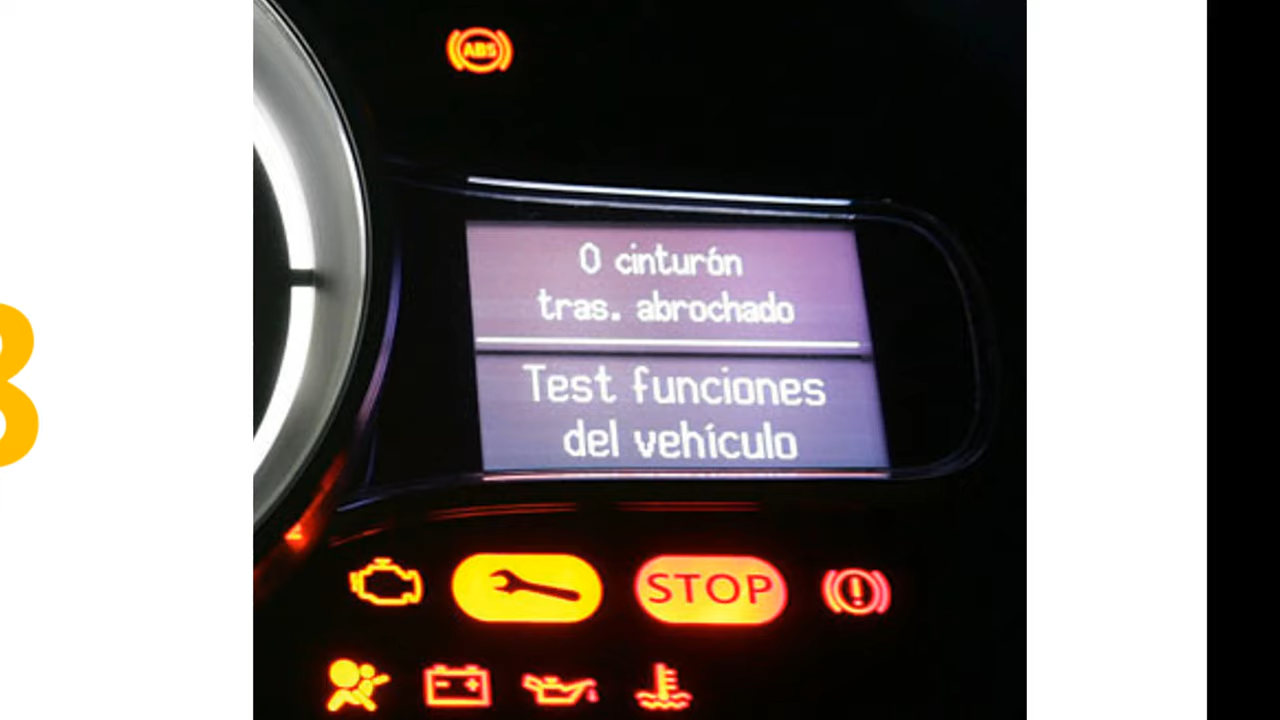 ABS
0 cinturón
tras. abrochado
Test funciones
del vehículo
STOP